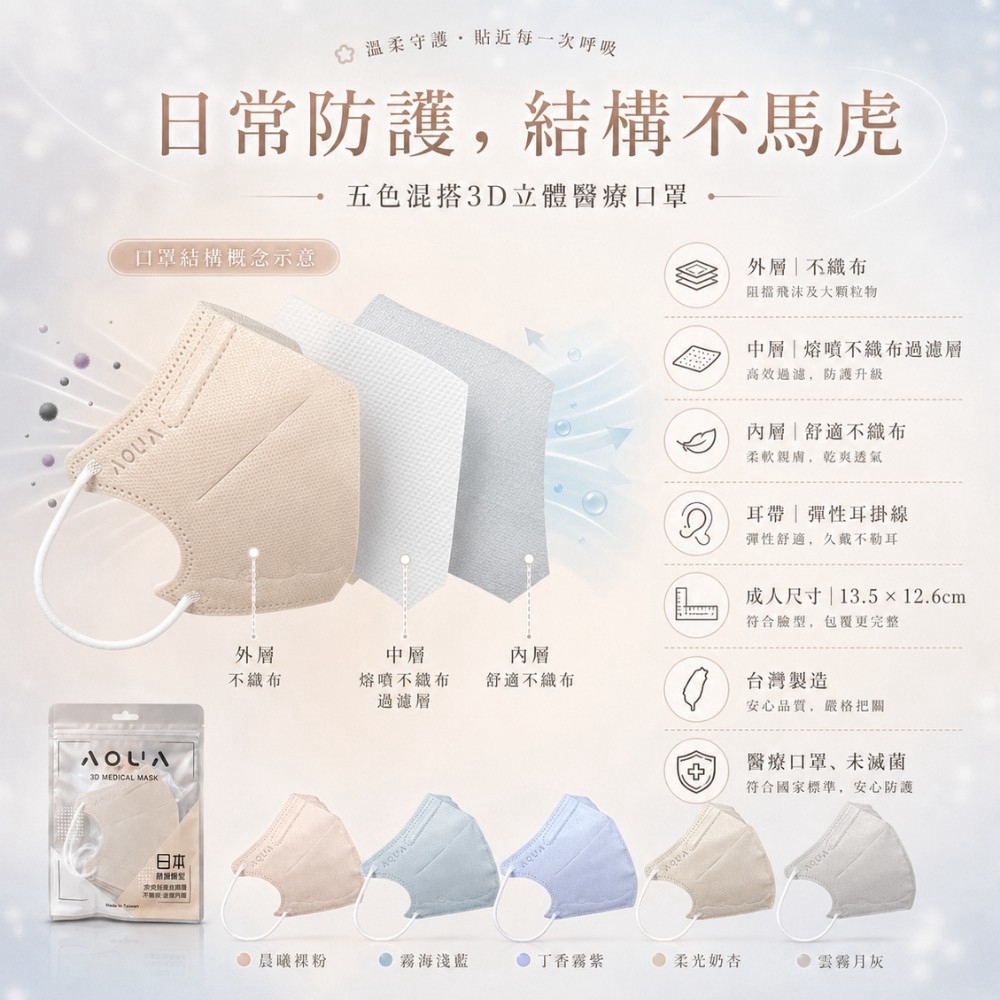 溫柔守護・貼近每一次呼吸
日常防護，結構不馬虎
五色混搭3D立體醫療口罩
口罩結構概念示意
AOUA
外層
不織布
中層
熔噴不織布
過濾層
內層
舒適不織布
外層｜不織布
阻擋飛沫及大顆粒物
中層｜熔噴不織布過濾層
高效過濾，防護升級
內層｜舒適不織布
柔軟親膚，乾爽透氣
耳帶｜彈性耳掛線
彈性舒適，久戴不勒耳
成人尺寸｜13.5 × 12.6cm
符合臉型，包覆更完整
台灣製造
安心品質，嚴格把關
醫療口罩、未滅菌
符合國家標準，安心防護
AOUA
3D MEDICAL MASK
日本
Made in Taiwan
AOUA
AOUA
AOUA
AOUA
AOUA
晨曦裸粉
霧海淺藍
丁香霧紫
柔光奶杏
雲霧月灰